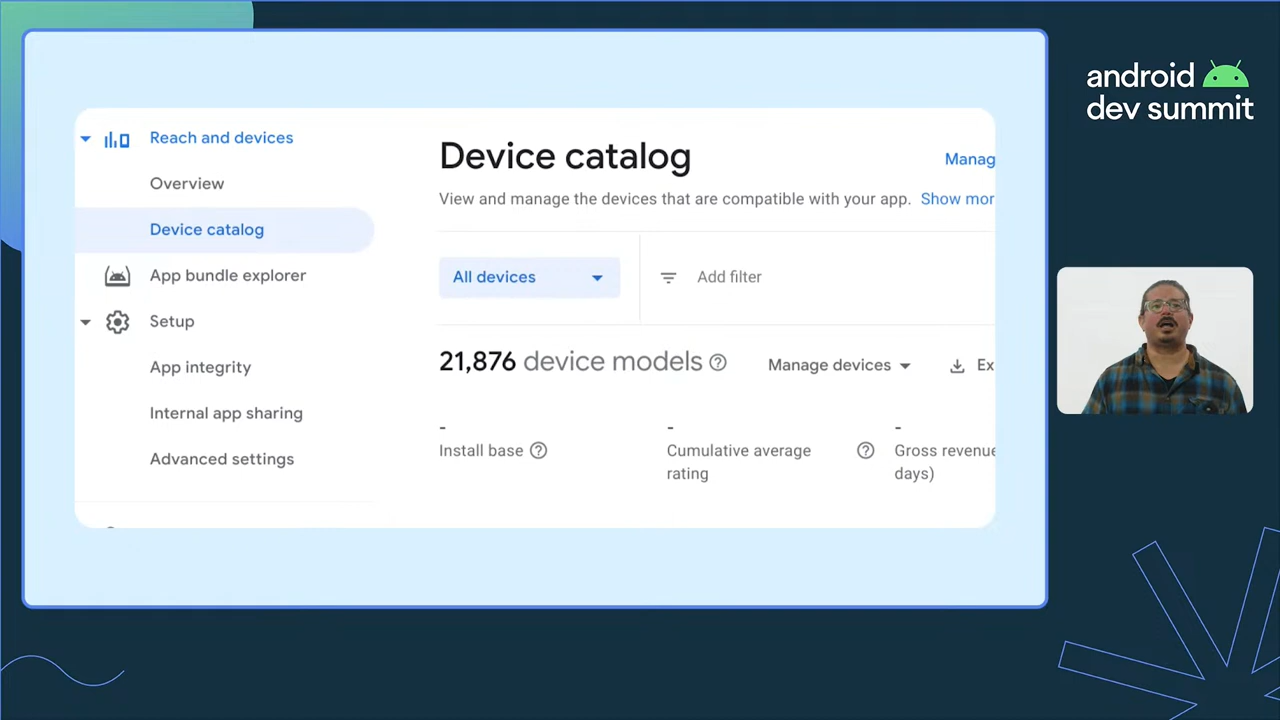 Reach and devices
Overview
Device catalog
App bundle explorer
Setup
App integrity
Internal app sharing
Advanced settings
Device catalog
Manag
View and manage the devices that are compatible with your app. Show mor
All devices
Add filter
21,876 device models
Manage devices
Ex
-
Install base
-
Cumulative average
rating
-
Gross revenue
days)
android
dev summit